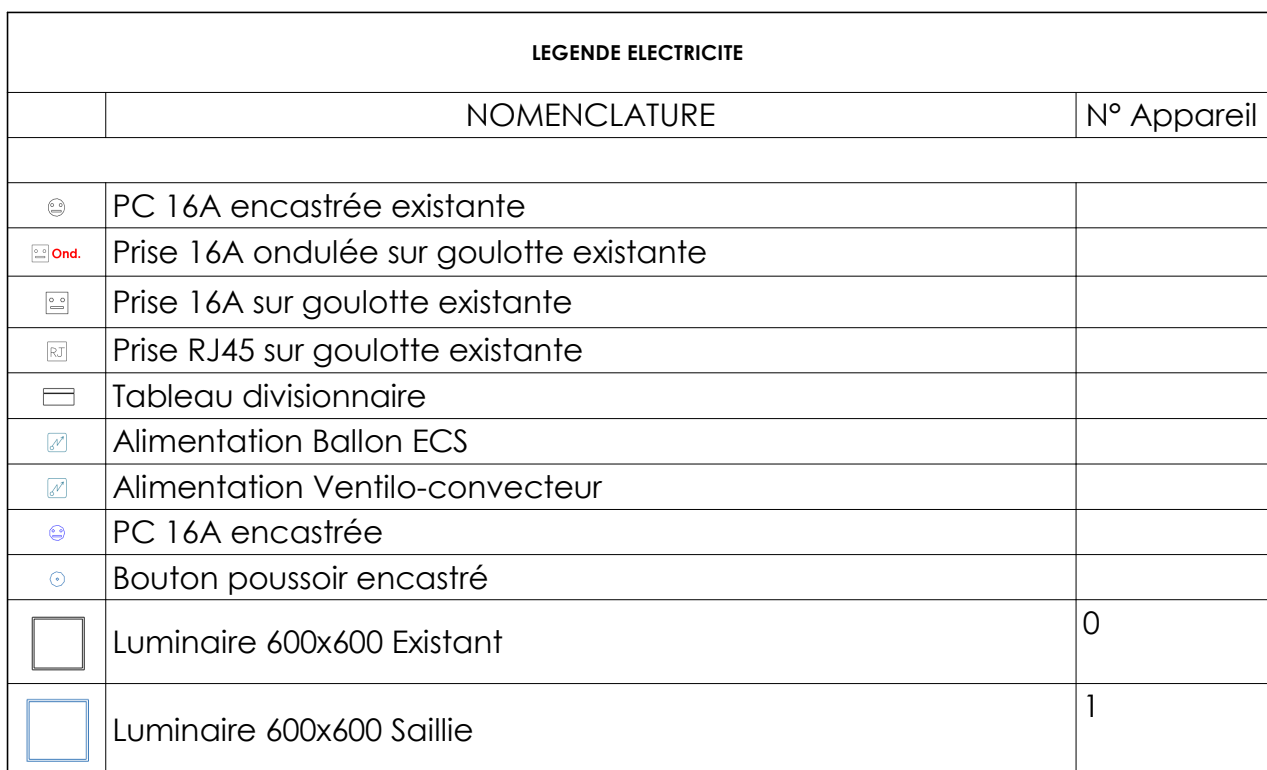 LEGENDE ELECTRICITE
NOMENCLATURE N° Appareil
PC 16A encastrée existante
Ond. Prise 16A ondulée sur goulotte existante
Prise 16A sur goulotte existante
RJ Prise RJ45 sur goulotte existante
Tableau divisionnaire
Alimentation Ballon ECS
Alimentation Ventilo-convecteur
PC 16A encastrée
Bouton poussoir encastré
Luminaire 600x600 Existant 0
Luminaire 600x600 Saillie 1